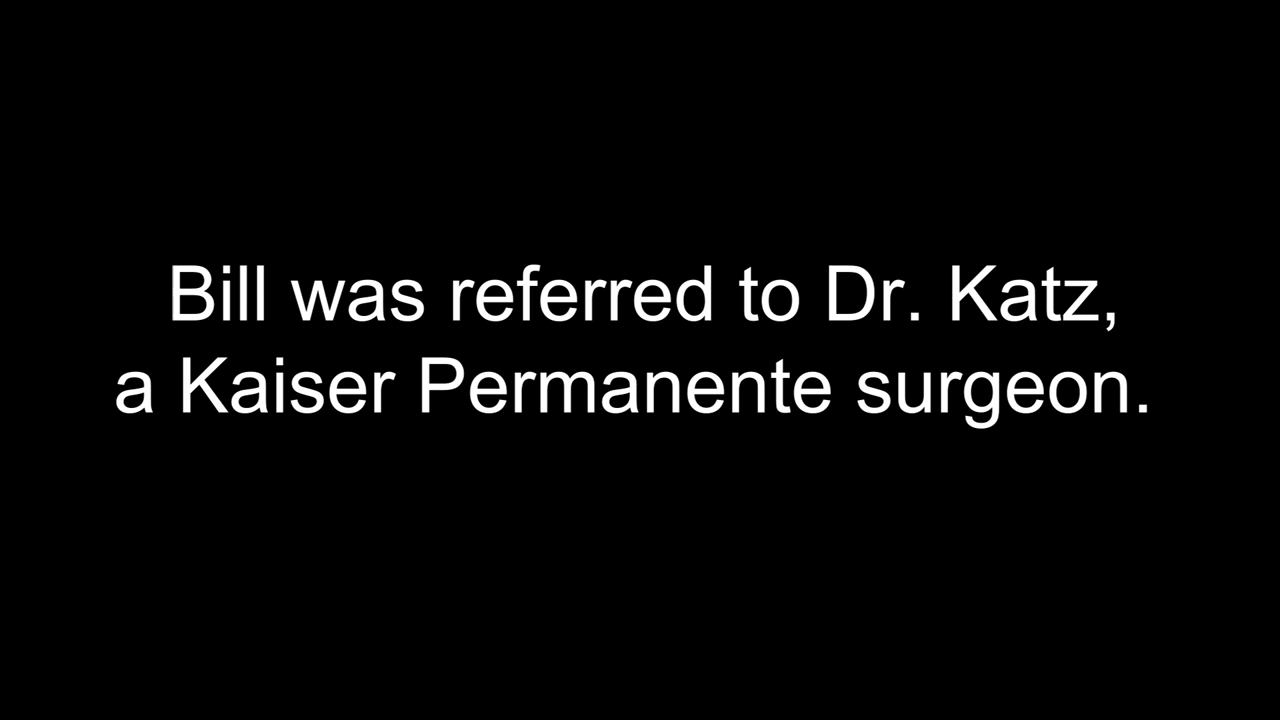 Bill was referred to Dr. Katz,
a Kaiser Permanente surgeon.